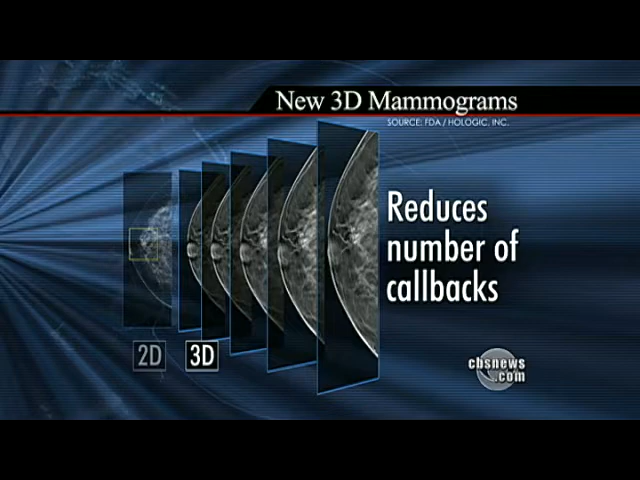 New 3D Mammograms
SOURCE: FDA / HOLOGIC, INC.
Reduces
number of
callbacks
2D
3D
cbsnews
.com